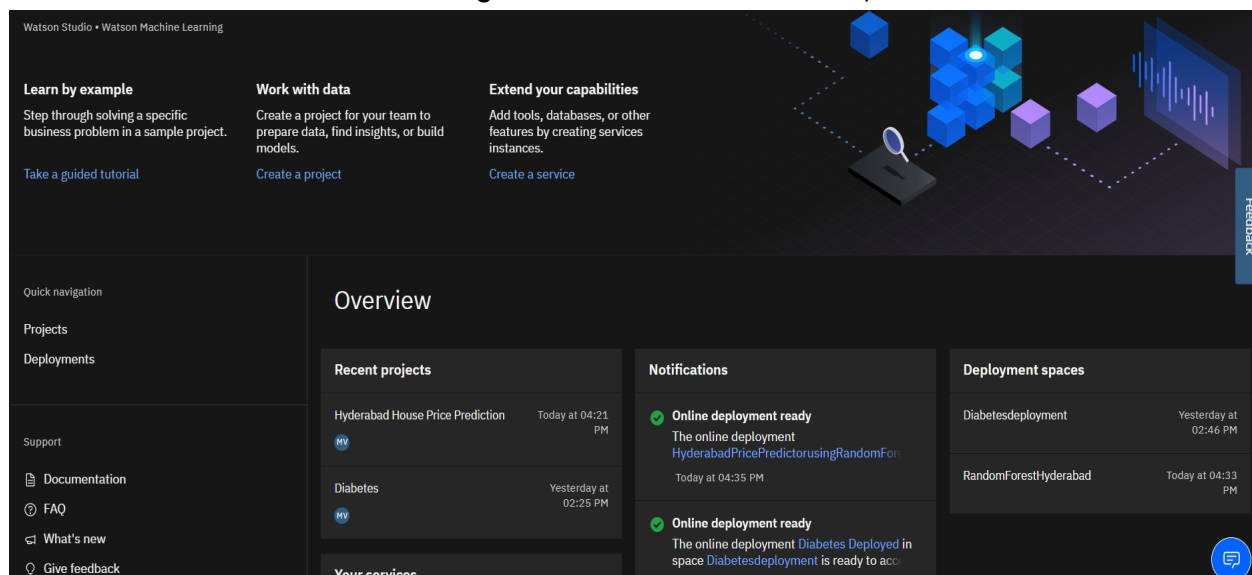 Watson Studio • Watson Machine Learning
Learn by example
Step through solving a specific
business problem in a sample project.
Take a guided tutorial
Work with data
Create a project for your team to
prepare data, find insights, or build
models.
Create a project
Extend your capabilities
Add tools, databases, or other
features by creating services
instances.
Create a service
Feedback
Quick navigation
Projects
Deployments
Support
Documentation
FAQ
What's new
Give feedback
Overview
Recent projects
Hyderabad House Price Prediction
Today at 04:21
PM
MV
Diabetes
Yesterday at
02:25 PM
MV
Your services
Notifications
Online deployment ready
The online deployment
HyderabadPricePredictorusingRandomFor
Today at 04:35 PM
Online deployment ready
The online deployment Diabetes Deployed in
space Diabetesdeployment is ready to acc
Deployment spaces
Diabetesdeployment
Yesterday at
02:46 PM
RandomForestHyderabad
Today at 04:33
PM